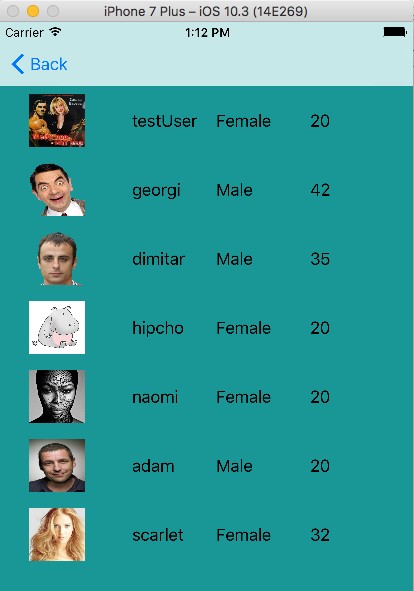 iPhone 7 Plus – iOS 10.3 (14E269)
Carrier 1:12 PM
Back
testUser Female 20
georgi Male 42
dimitar Male 35
hipcho Female 20
naomi Female 20
adam Male 20
scarlet Female 32